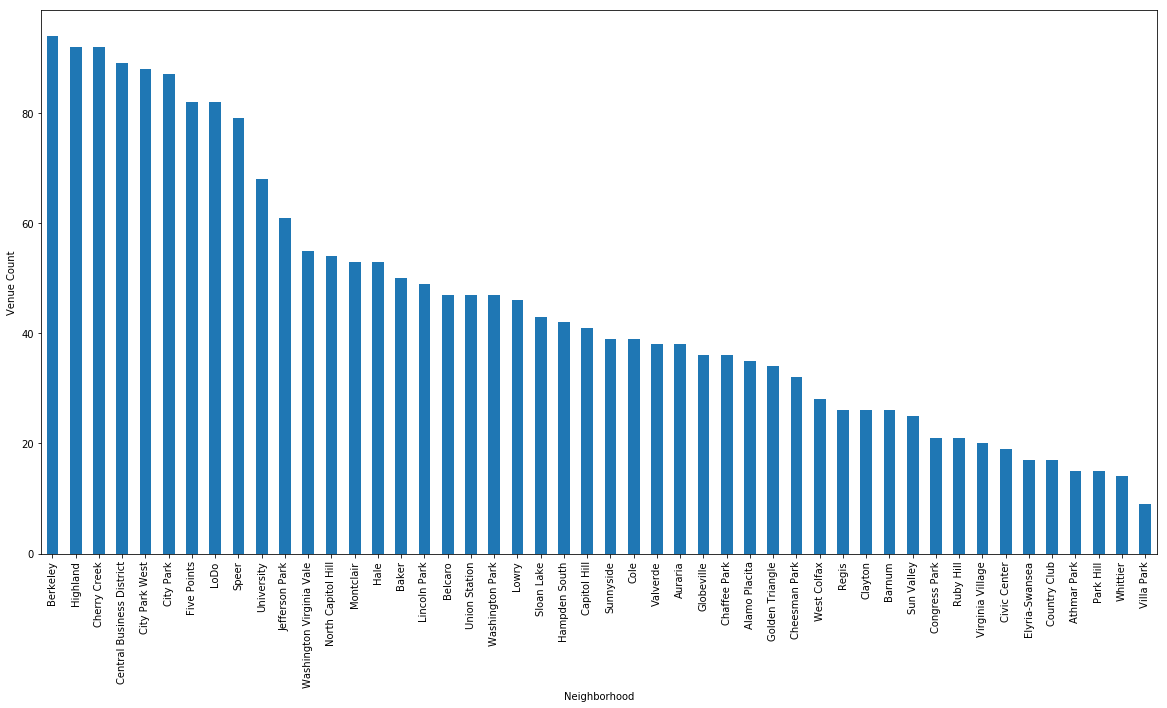 80
60
40
20
0
Venue Count
Berkeley
Highland
Cherry Creek
Central Business District
City Park West
City Park
Five Points
LoDo
Speer
University
Jefferson Park
Washington Virginia Vale
North Capitol Hill
Montclair
Hale
Baker
Lincoln Park
Belcaro
Union Station
Washington Park
Lowry
Sloan Lake
Hampden South
Capitol Hill
Sunnyside
Cole
Valverde
Auraria
Globeville
Chaffee Park
Alamo Placita
Golden Triangle
Cheesman Park
West Colfax
Regis
Clayton
Barnum
Sun Valley
Congress Park
Ruby Hill
Virginia Village
Civic Center
Elyria-Swansea
Country Club
Athmar Park
Park Hill
Whittier
Villa Park
Neighborhood